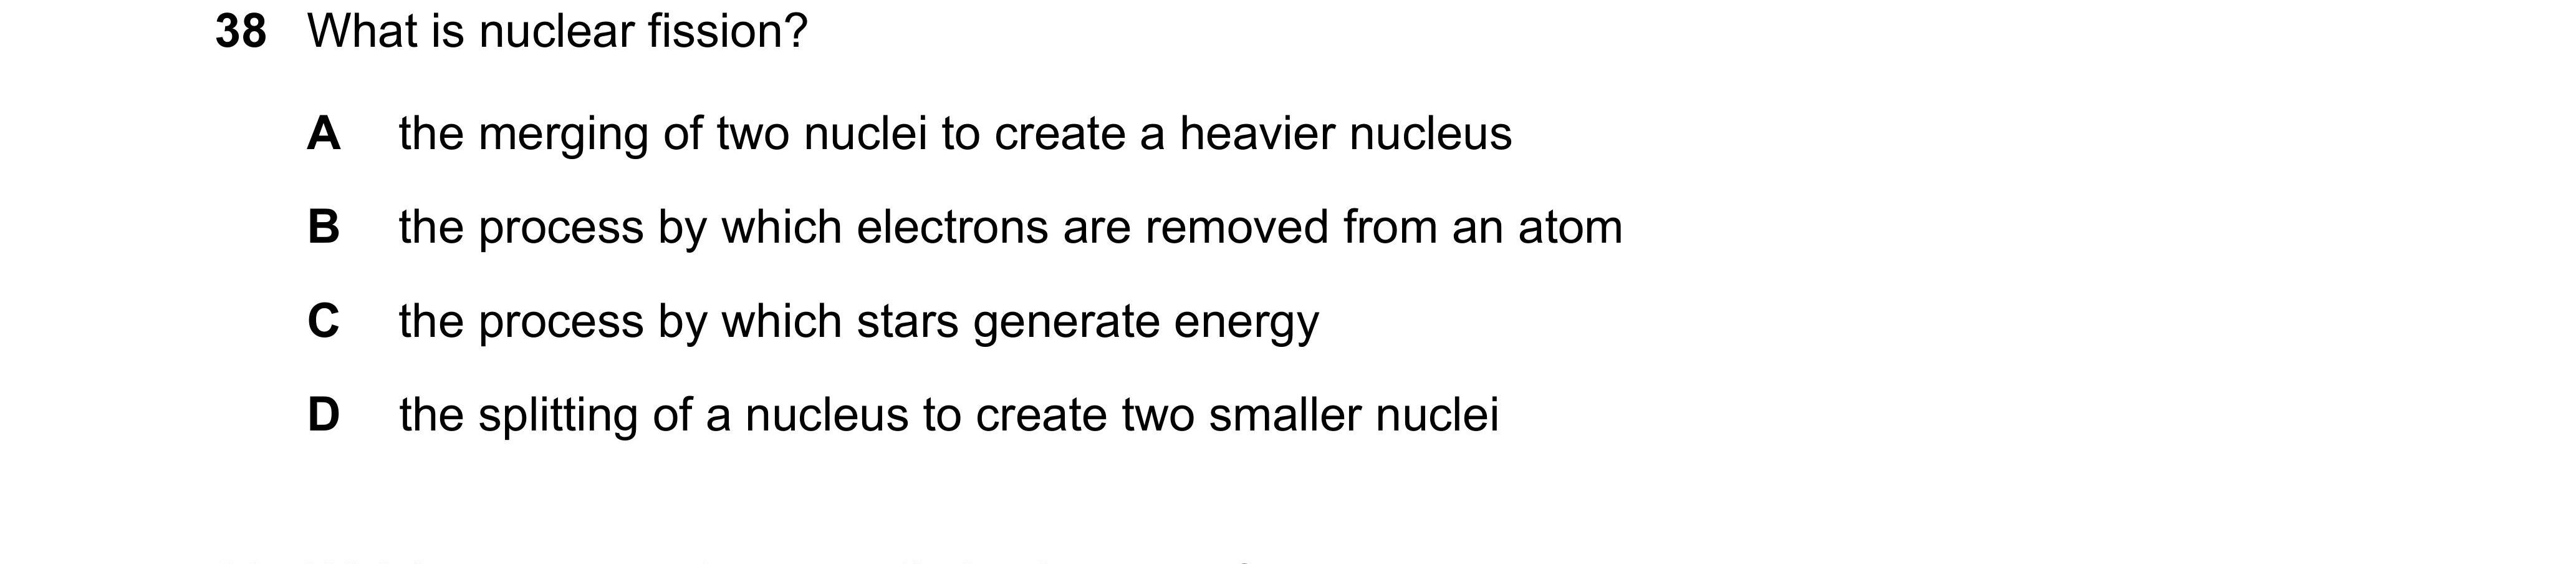 38 What is nuclear fission?
A the merging of two nuclei to create a heavier nucleus
B the process by which electrons are removed from an atom
C the process by which stars generate energy
D the splitting of a nucleus to create two smaller nuclei